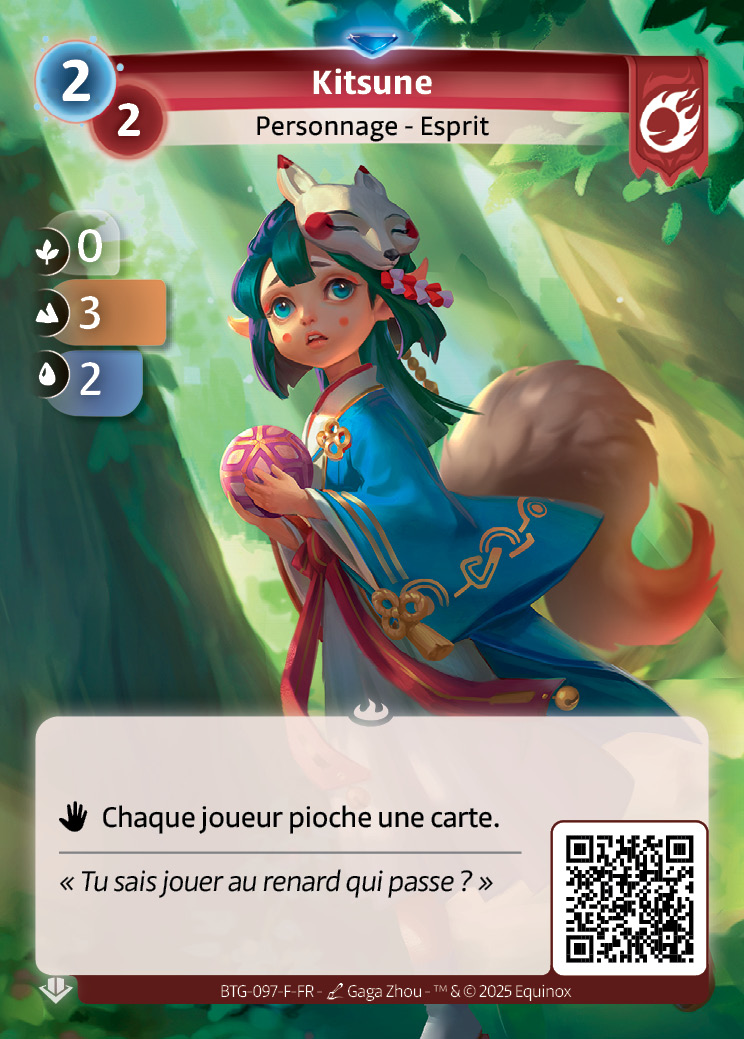 2
Kitsune
2
Personnage - Esprit
0
3
2
Chaque joueur pioche une carte.
« Tu sais jouer au renard qui passe ? »
BTG-097-F-FR - Gaga Zhou - ™ & © 2025 Equinox